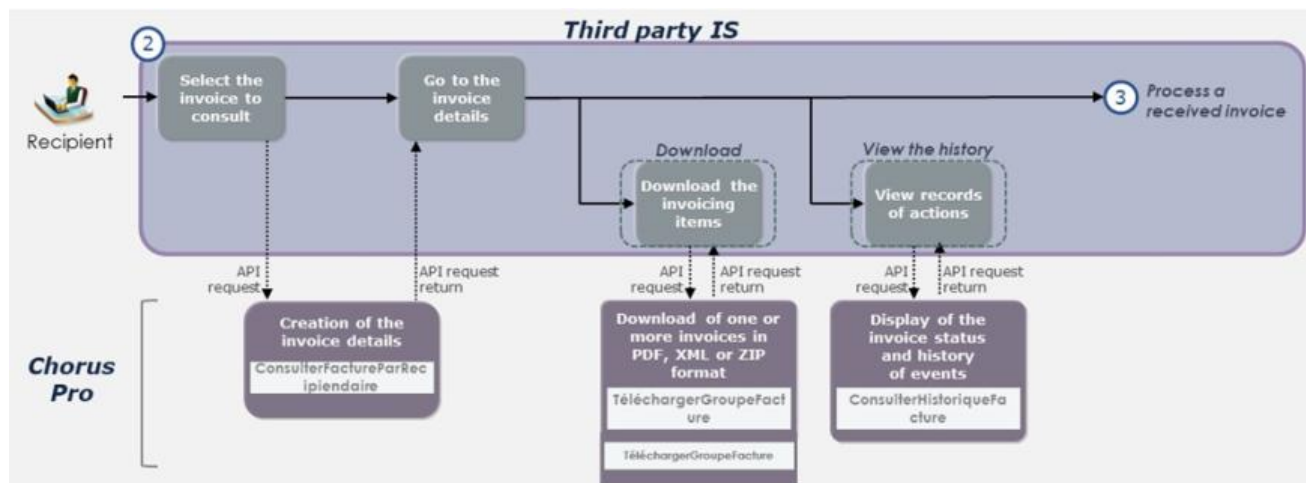 Third party IS
2
Select the
invoice to
consult
Go to the
invoice
details
3
Process a
received invoice
Recipient
Download
Download the
invoicing
items
View the history
View records
of actions
API
request
API request
return
API
request
API request
return
API
request
API request
return
Chorus
Pro
Creation of the
invoice details
ConsulterFactureParRec
ipiendaire
Download of one or
more invoices in
PDF, XML or ZIP
format
TéléchargerGroupeFact
ure
TéléchargerGroupeFacture
Display of the
invoice status
and history
of events
ConsulterHistoriqueFa
cture